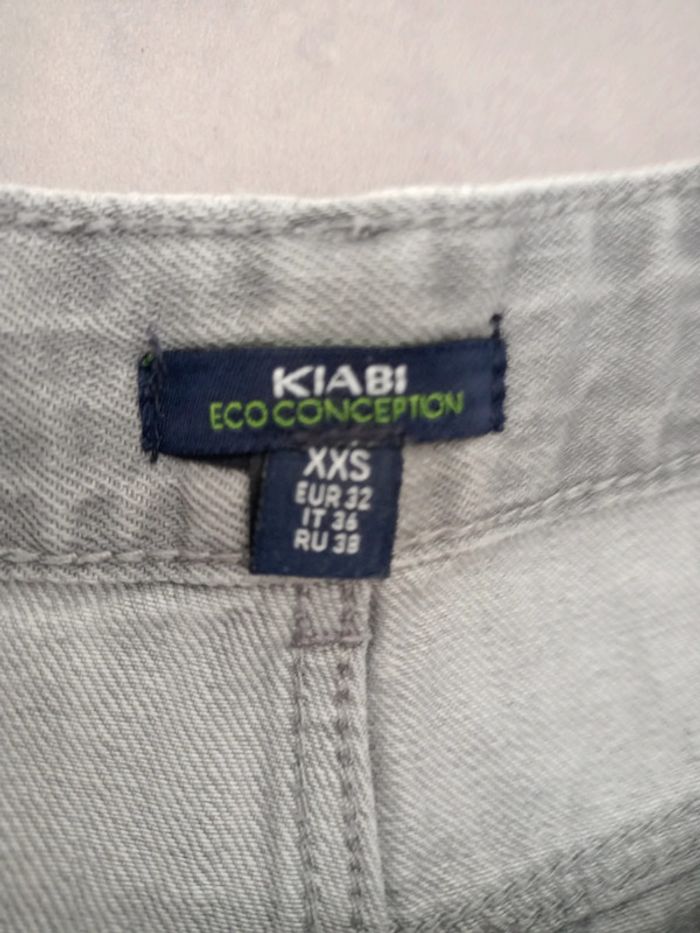 KIABI
ECO CONCEPTION
XXS
EUR 32
IT 36
RU 38